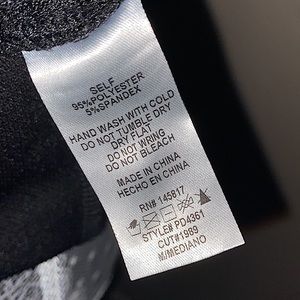 SELF
95%POLYESTER
5%SPANDEX
HAND WASH WITH COLD
DO NOT TUMBLE DRY
DRY FLAT
DO NOT WRING
DO NOT BLEACH
MADE IN CHINA
HECHO EN CHINA
RN# 145817
STYLE# PD4361
CUT#1989
M/MEDIANO